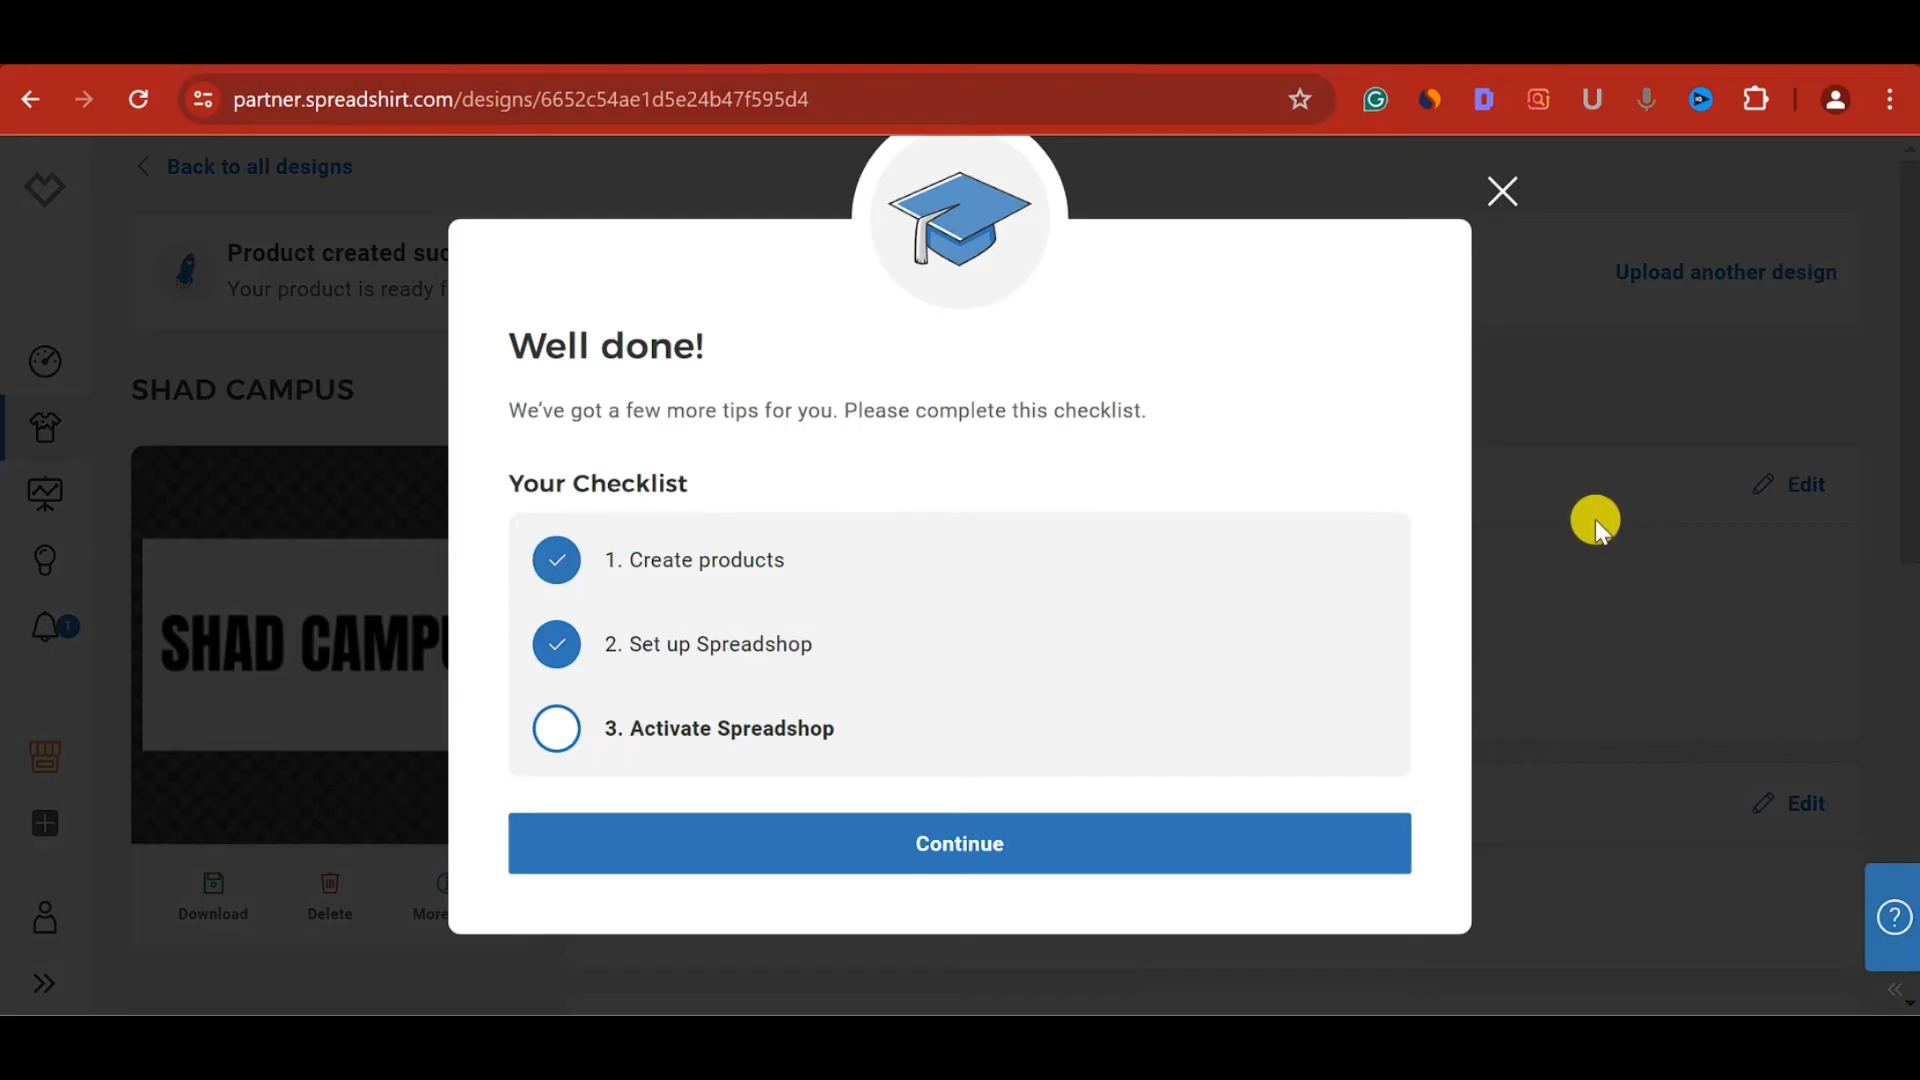 partner.spreadshirt.com/designs/6652c54ae1d5e24b47f595d4
Back to all designs
Product created suc
Your product is ready f
Upload another design
SHAD CAMPUS
SHAD CAMPU
Edit
Edit
Download
Delete
More
1
Well done!
We've got a few more tips for you. Please complete this checklist.
Your Checklist
1. Create products
2. Set up Spreadshop
3. Activate Spreadshop
Continue